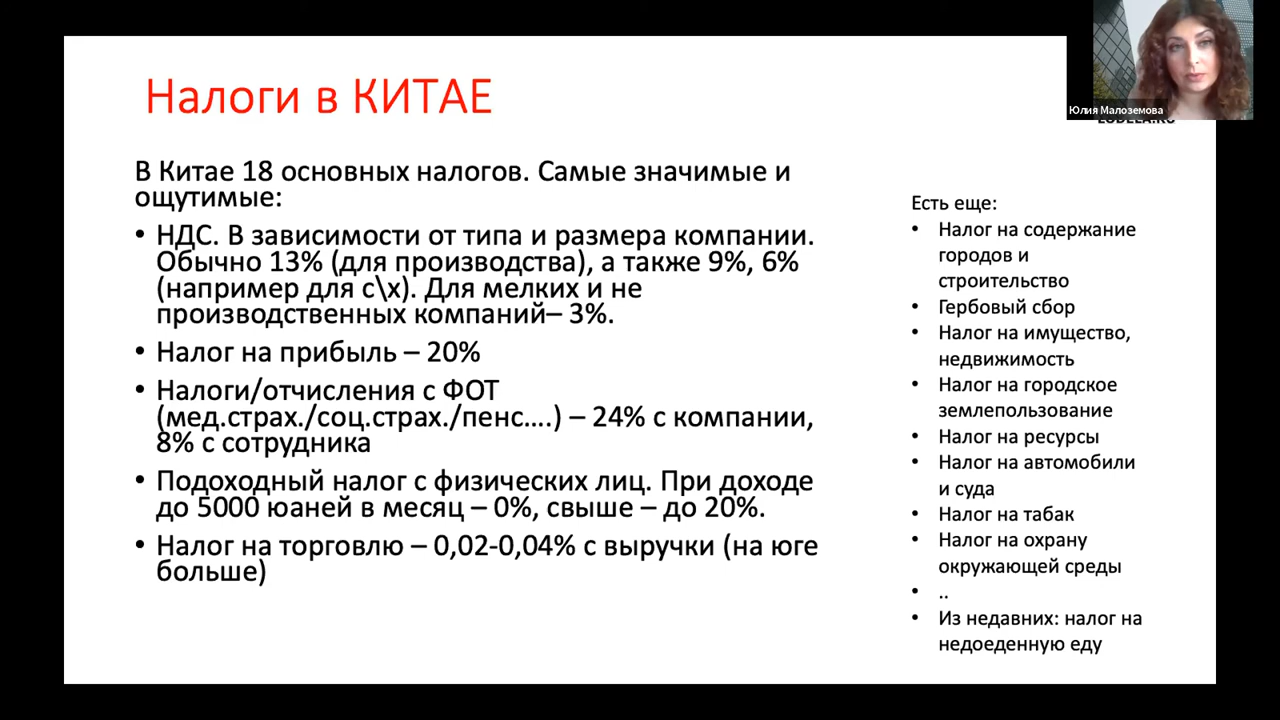 Налоги в КИТАЕ
Юлия Малоземова
В Китае 18 основных налогов. Самые значимые и
ощутимые:
• НДС. В зависимости от типа и размера компании.
Обычно 13% (для производства), а также 9%, 6%
(например для с\х). Для мелких и не
производственных компаний– 3%.
• Налог на прибыль – 20%
• Налоги/отчисления с ФОТ
(мед.страх./соц.страх./пенс….) – 24% с компании,
8% с сотрудника
• Подоходный налог с физических лиц. При доходе
до 5000 юаней в месяц – 0%, свыше – до 20%.
• Налог на торговлю – 0,02-0,04% с выручки (на юге
больше)
Есть еще:
• Налог на содержание
городов и
строительство
• Гербовый сбор
• Налог на имущество,
недвижимость
• Налог на городское
землепользование
• Налог на ресурсы
• Налог на автомобили
и суда
• Налог на табак
• Налог на охрану
окружающей среды
• ..
• Из недавних: налог на
недоеденную еду